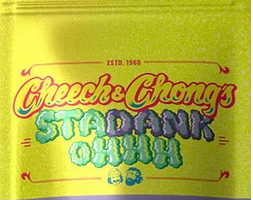 ESTD. 1968
Cheech & Chong's
STADANK
OHHH